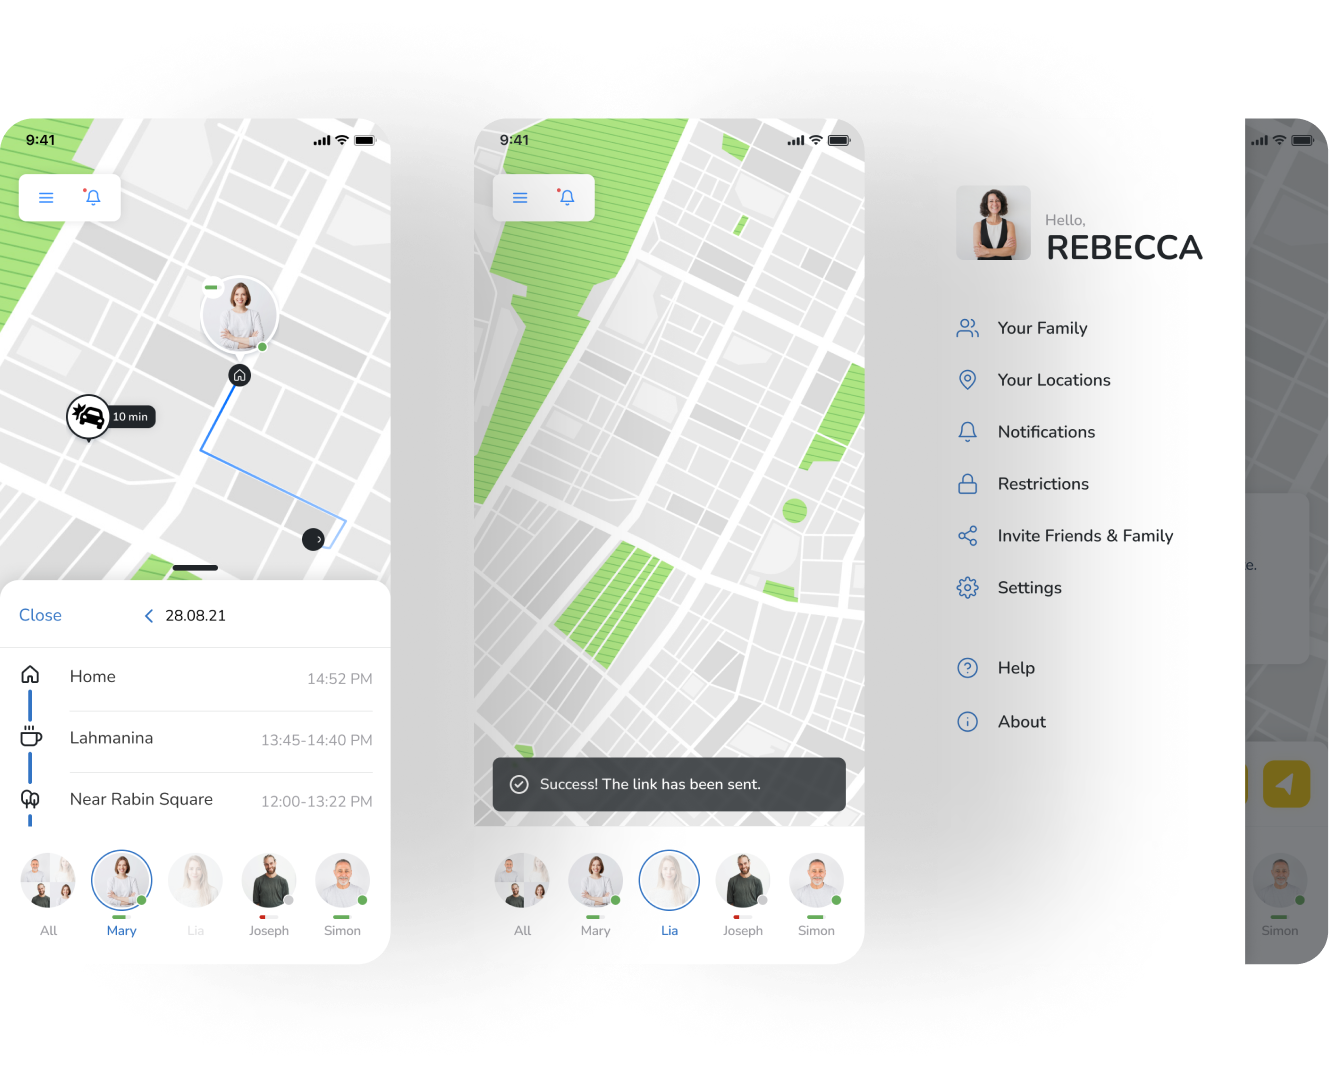 9:41
10 min
Close
28.08.21
Home
14:52 PM
Lahmanina
13:45-14:40 PM
Near Rabin Square
12:00-13:22 PM
All
Mary
Lia
Joseph
Simon
9:41
Success! The link has been sent.
All
Mary
Lia
Joseph
Simon
Hello,
REBECCA
Your Family
Your Locations
Notifications
Restrictions
Invite Friends & Family
Settings
Help
About
e.
Simon